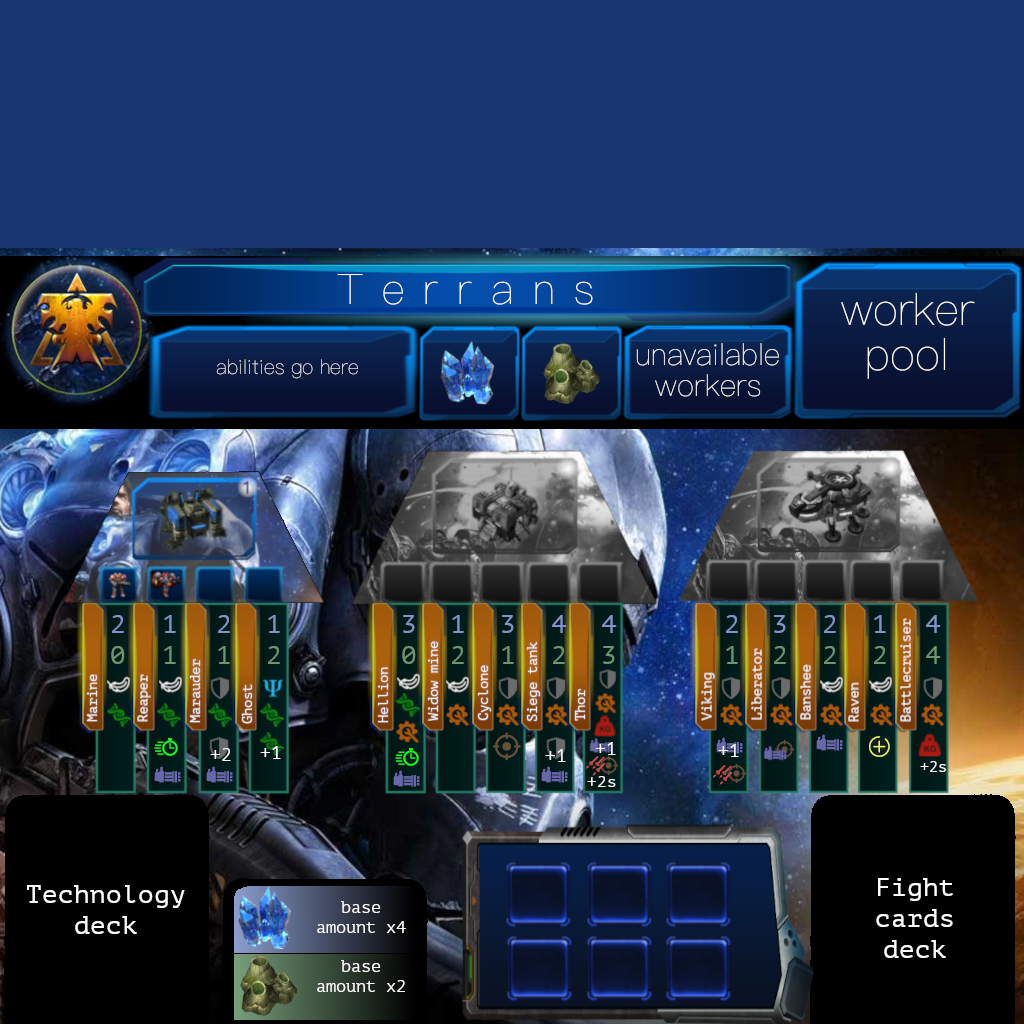 Terrans
worker
pool
abilities go here
unavailable
workers
1
Marine
2
0
Reaper
1
1
Marauder
2
1
+2
Ghost
1
2
Ψ
+1
Hellion
3
0
Widow mine
1
2
Cyclone
3
1
Siege tank
4
2
+1
Thor
4
3
KG
+1
+2s
Viking
2
1
+1
Liberator
3
2
Banshee
2
2
Raven
1
2
Battlecruiser
4
4
KG
+2s
Technology
deck
base
amount x4
base
amount x2
Fight
cards
deck